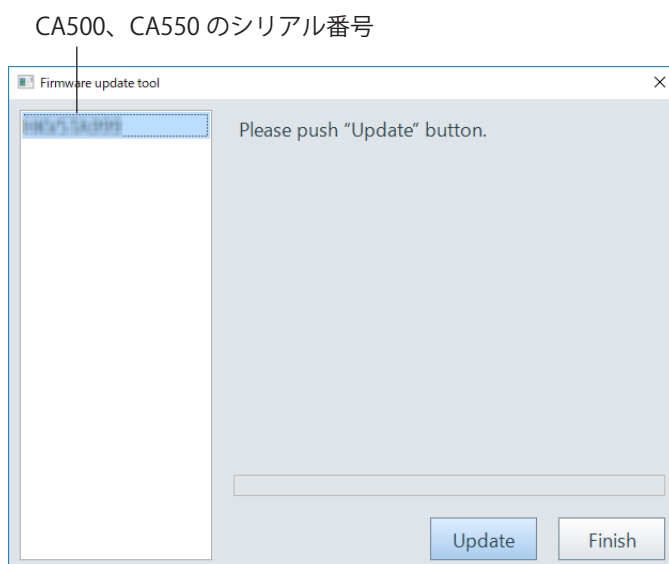 CA500、CA550 のシリアル番号
Firmware update tool
Please push “Update” button.
Update
Finish